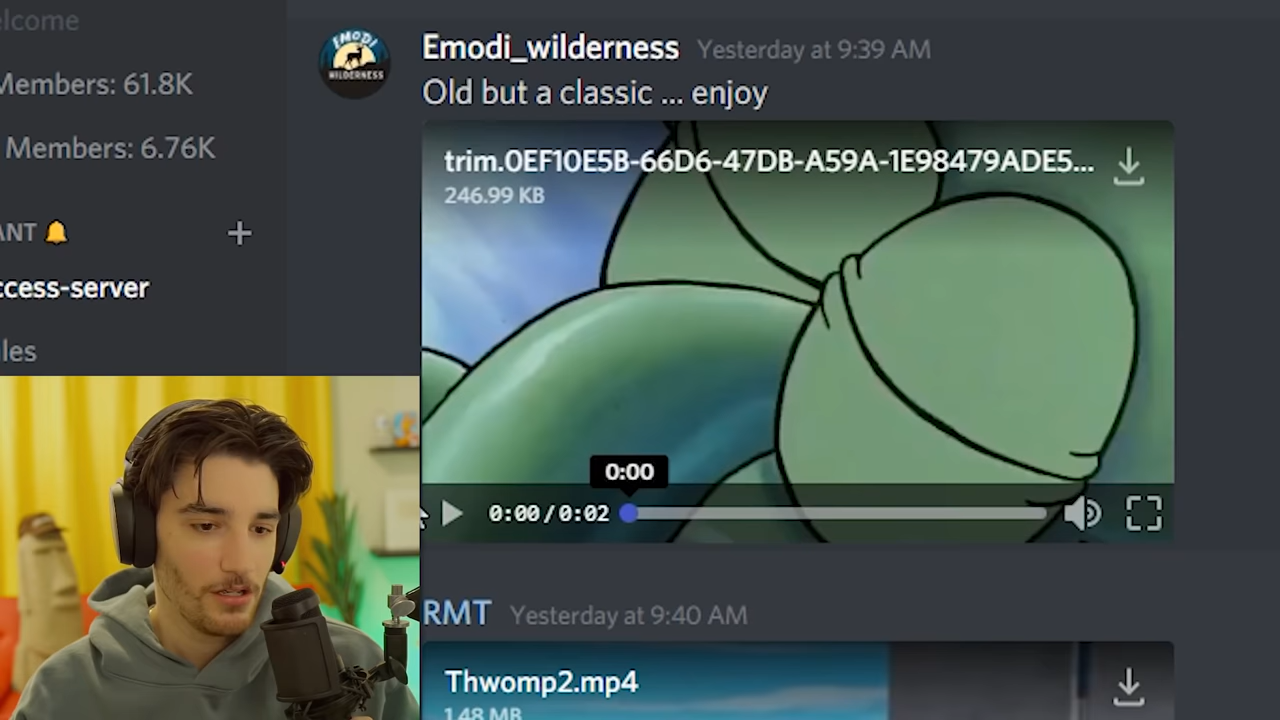 elcome
Members: 61.8K
Members: 6.76K
ANT 🔔
ccess-server
les
EMODI
WILDERNESS
Emodi_wilderness Yesterday at 9:39 AM
Old but a classic ... enjoy
trim.0EF10E5B-66D6-47DB-A59A-1E98479ADE5...
246.99 KB
0:00
0:00/0:02
RMT Yesterday at 9:40 AM
Thwomp2.mp4
1.48 MB